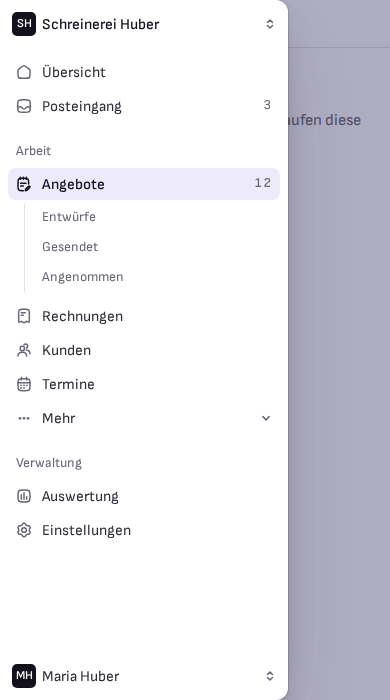 SH Schreinerei Huber
Übersicht
Posteingang 3
aufen diese
Arbeit
Angebote 12
Entwürfe
Gesendet
Angenommen
Rechnungen
Kunden
Termine
Mehr
Verwaltung
Auswertung
Einstellungen
MH Maria Huber